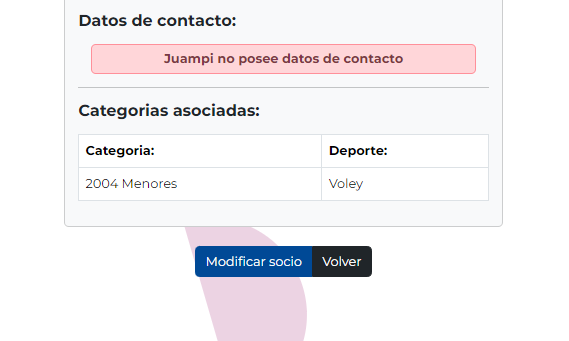 Datos de contacto:
Juampi no posee datos de contacto
Categorias asociadas:
Categoria: Deporte:
2004 Menores Voley
Modificar socio Volver